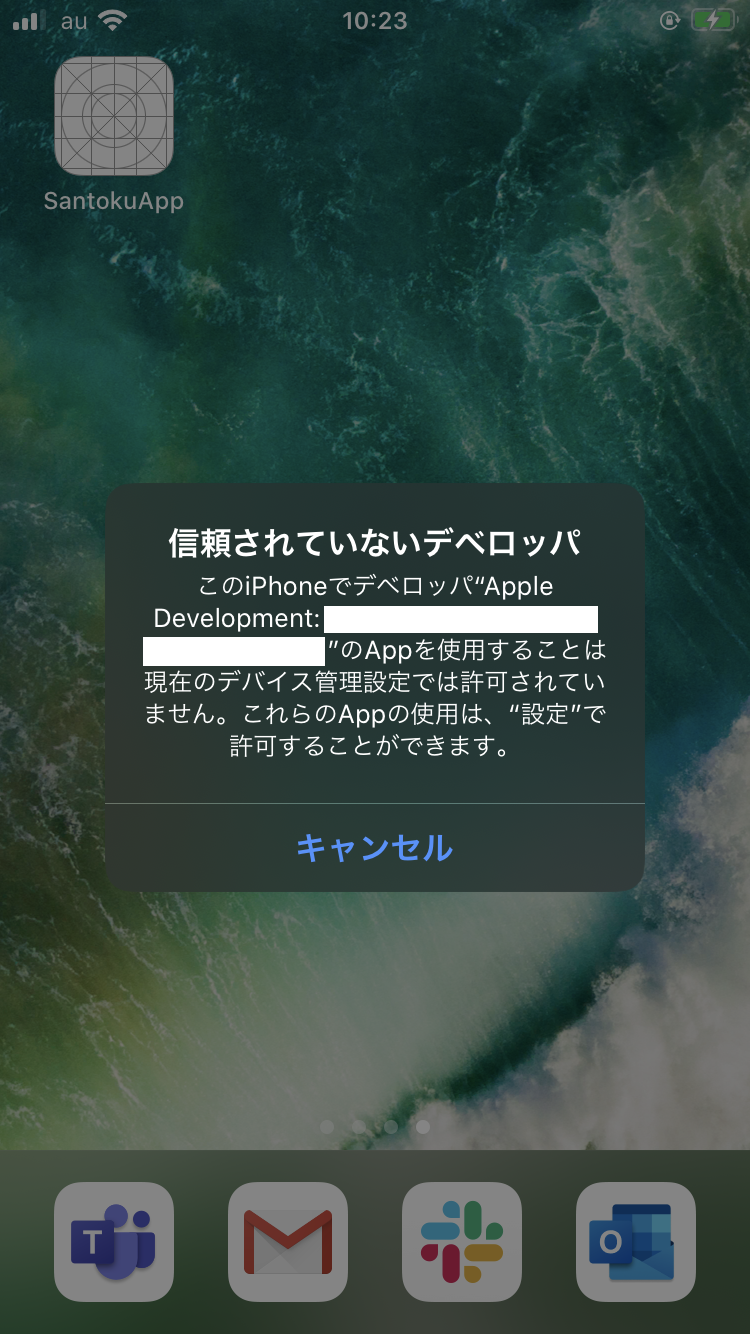 au 10:23
SantokuApp
信頼されていないデベロッパ
このiPhoneでデベロッパ“Apple
Development:
”のAppを使用することは
現在のデバイス管理設定では許可されてい
ません。これらのAppの使用は、“設定”で
許可することができます。
キャンセル
T
O